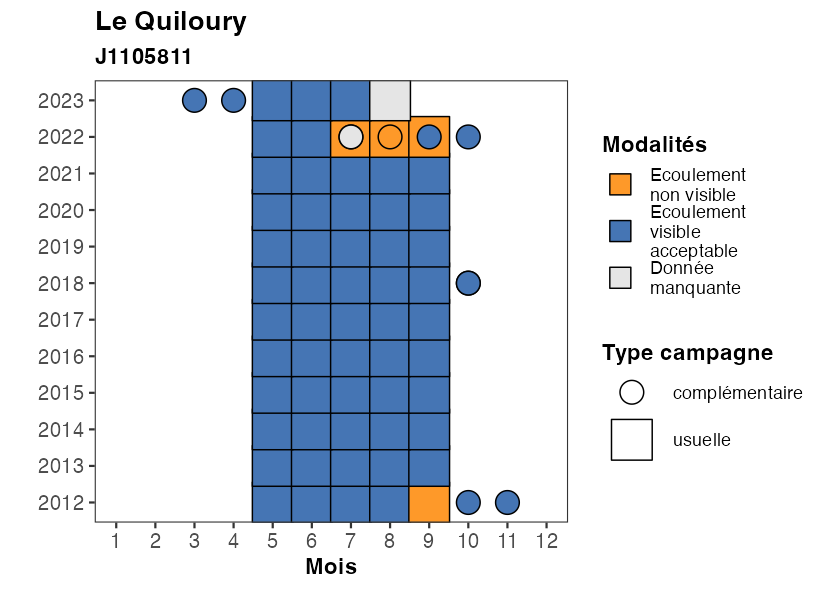 Le Quiloury
J1105811
2023
2022
2021
2020
2019
2018
2017
2016
2015
2014
2013
2012
1 2 3 4 5 6 7 8 9 10 11 12
Mois
Modalités
Ecoulement
non visible
Ecoulement
visible
acceptable
Donnée
manquante
Type campagne
complémentaire
usuelle